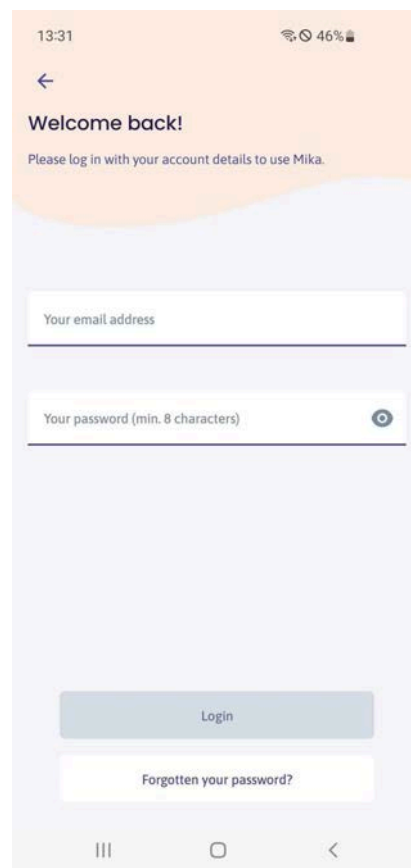 13:31
46%
Welcome back!
Please log in with your account details to use Mika.
Your email address
Your password (min. 8 characters)
Login
Forgotten your password?